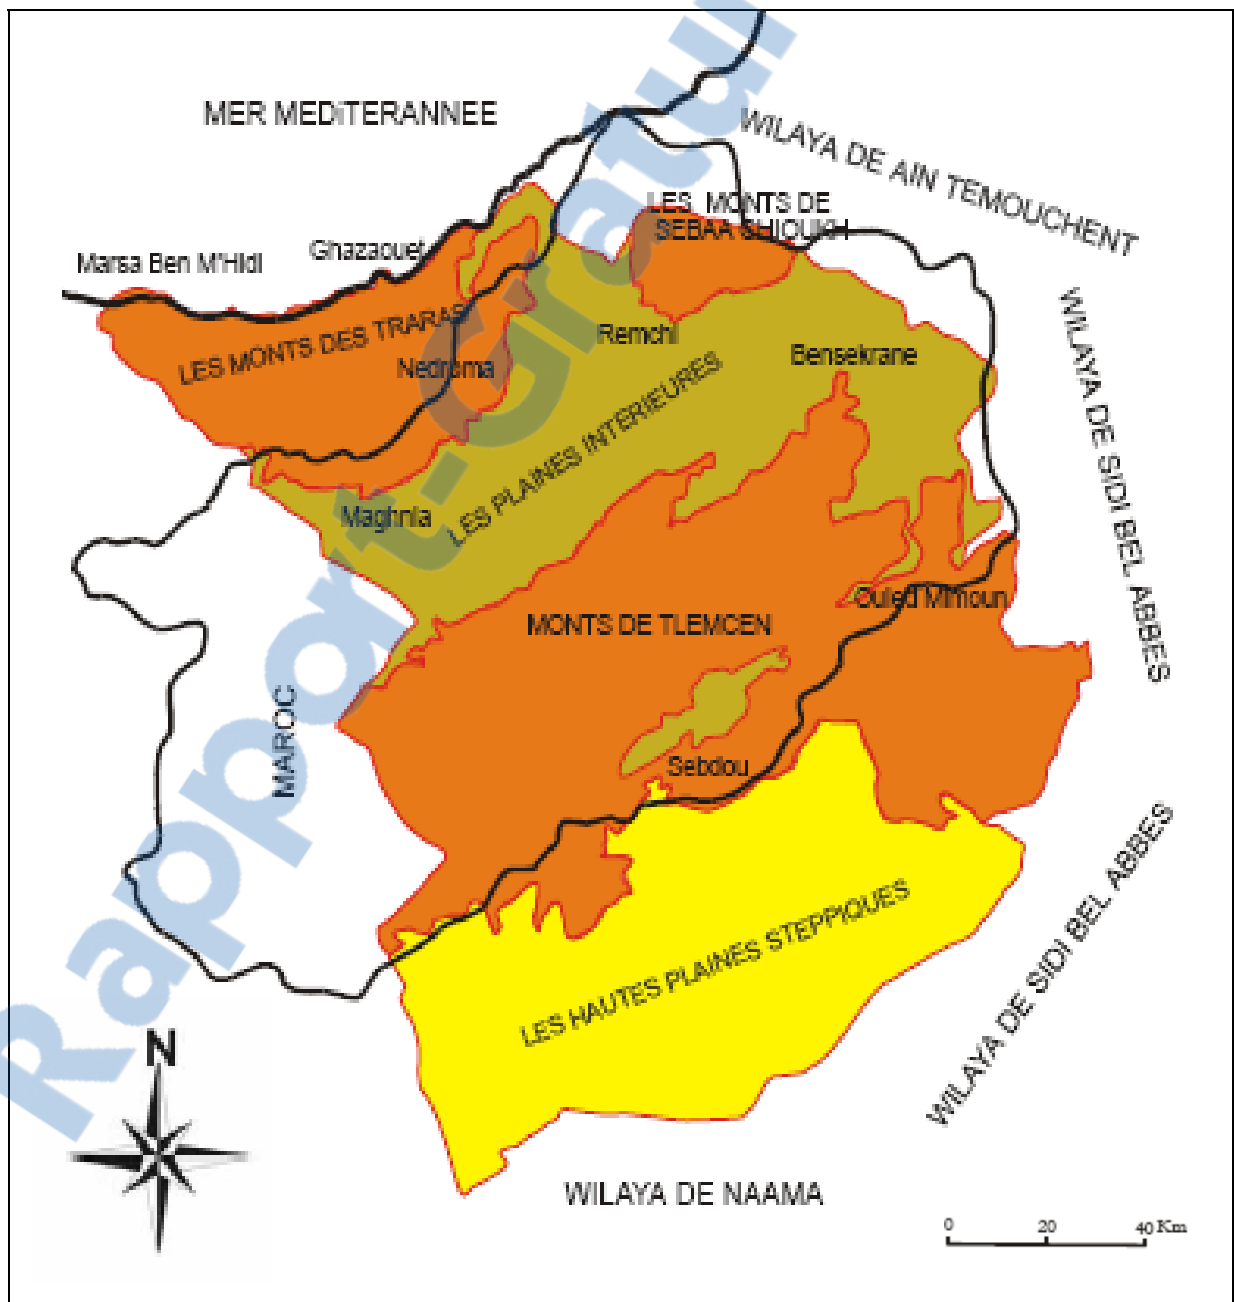 MER MEDITERANNEE
WILAYA DE AIN TEMOUCHENT
LES MONTS DE
SEBAA CHIOUKH
Ghazaouet
Marsa Ben M'Hidi
WILAYA DE SIDI BEL ABBES
LES MONTS DES TRARAS
Remchi
Bensekrane
Nedroma
LES PLAINES INTERIEURES
Maghnia
Ouled Mimoun
MONTS DE TLEMCEN
MAROC
Sebdou
WILAYA DE SIDI BEL ABBES
LES HAUTES PLAINES STEPPIQUES
N
WILAYA DE NAAMA
0 20 40 Km
Rapport-Gratuit